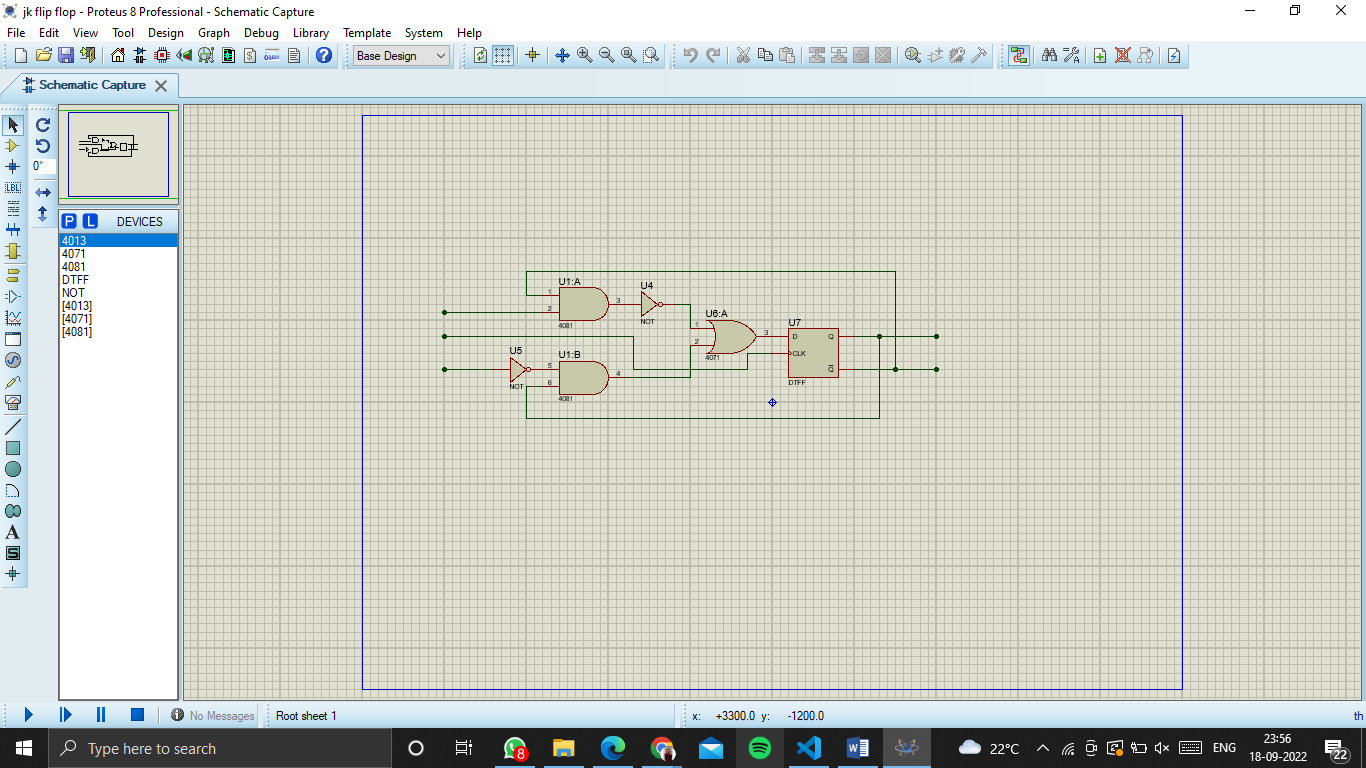 jk flip flop - Proteus 8 Professional - Schematic Capture
File Edit View Tool Design Graph Debug Library Template System Help
Base Design
Schematic Capture
0°
LBL
A
S
P L DEVICES
4013
4071
4081
DTFF
NOT
[4013]
[4071]
[4081]
U1:A
1
2
3
4081
U4
NOT
U6:A
1
2
3
4071
U7
D Q
CLK
Q
DTFF
U5
NOT
U1:B
5
6
4
4081
No Messages
Root sheet 1
x: +3300.0 y: -1200.0
th
Type here to search
8
22°C
ENG
23:56
18-09-2022
22